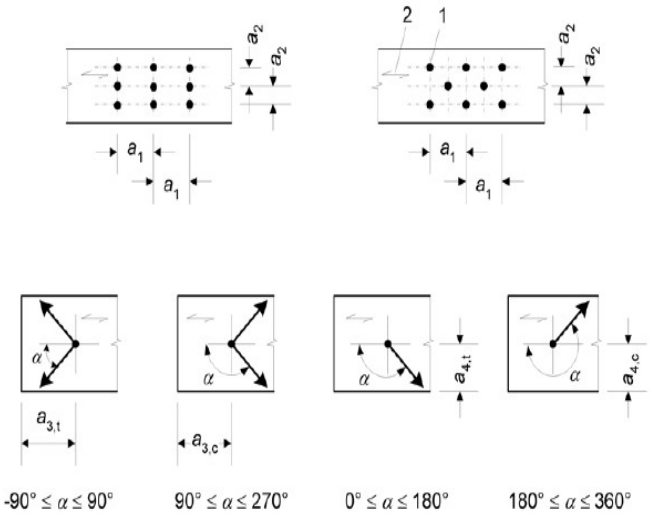 2 1
a₂ a₂ a₂ a₂
a₁ a₁
a₁ a₁
α α α α
a₄,t a₄,c
a₃,t a₃,c
-90° ≤ α ≤ 90° 90° ≤ α ≤ 270° 0° ≤ α ≤ 180° 180° ≤ α ≤ 360°